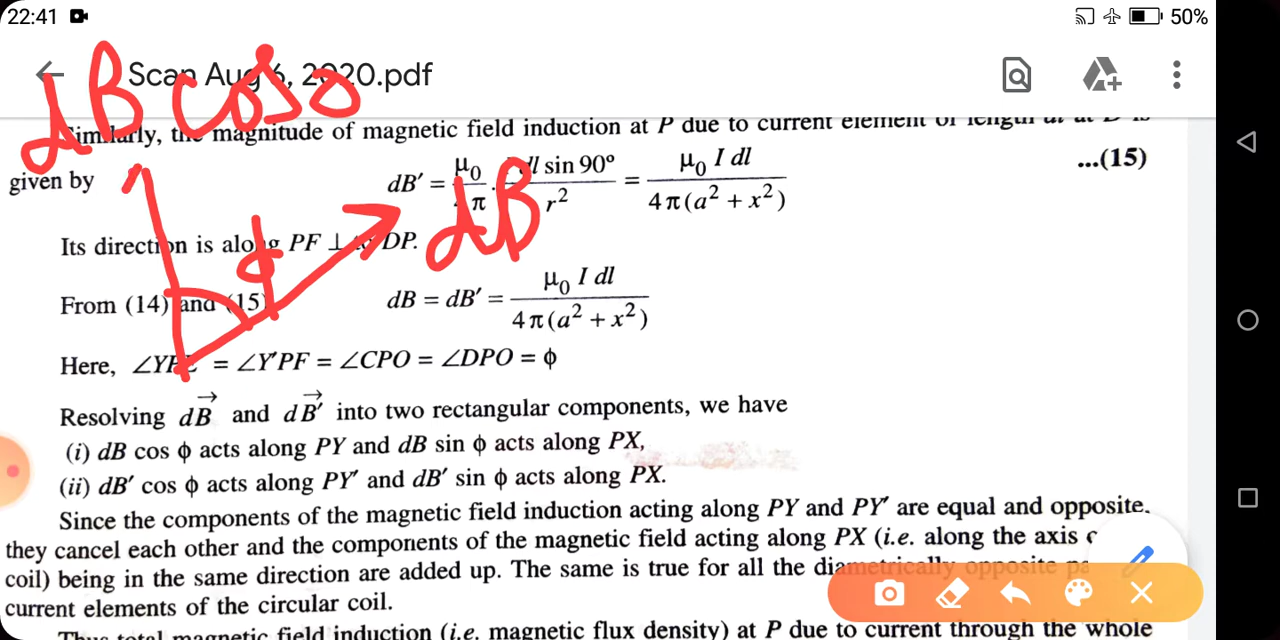 22:41
50%
Scan Aug 6, 2020.pdf
dB cos
Similarly, the magnitude of magnetic field induction at P due to current element of length
given by dB′ = μ0 . dl sin 90° / r² = μ0 I dl / 4π(a² + x²) ...(15)
dB
ϕ
Its direction is along PF ⊥ DP.
From (14) and (15) dB = dB′ = μ0 I dl / 4π(a² + x²)
Here, = ∠Y′PF = ∠CPO = ∠DPO = ϕ
Resolving dB⃗ and dB⃗′ into two rectangular components, we have
(i) dB cos ϕ acts along PY and dB sin ϕ acts along PX,
(ii) dB′ cos ϕ acts along PY′ and dB′ sin ϕ acts along PX.
Since the components of the magnetic field induction acting along PY and PY′ are equal and opposite,
they cancel each other and the components of the magnetic field acting along PX (i.e. along the axis
coil) being in the same direction are added up. The same is true for all the diametrically opposite
current elements of the circular coil.
Thus total magnetic field induction (i.e. magnetic flux density) at P due to current through the whole